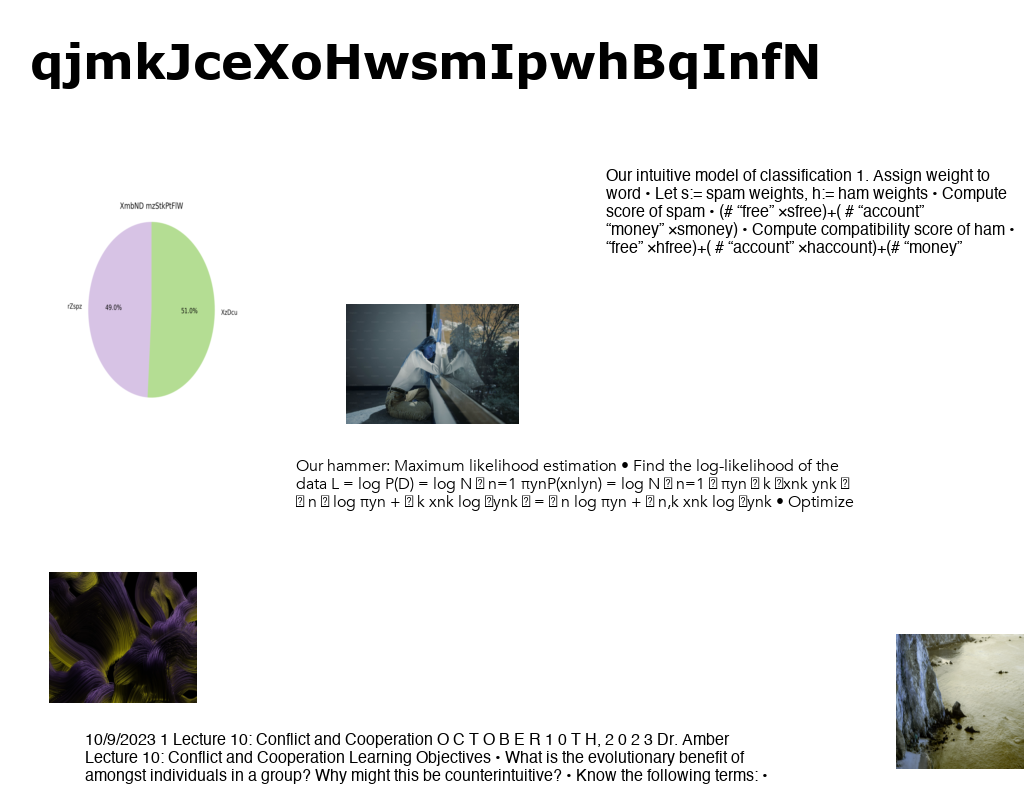 qjmkJceXoHwsmIpwhBqInfN
Our intuitive model of classification 1. Assign weight to
word • Let s:= spam weights, h:= ham weights • Compute
score of spam • (# “free” ×sfree)+( # “account”
“money” ×smoney) • Compute compatibility score of ham •
“free” ×hfree)+( # “account” ×haccount)+(# “money”
XmbND mzStkPtFlW
rZspz
49.0%
51.0%
XzDcu
Our hammer: Maximum likelihood estimation • Find the log-likelihood of the
data L = log P(D) = log N n=1 πynP(xnlyn) = log N n=1 πyn k xnk ynk
n log πyn + k xnk log ynk = n log πyn + n,k xnk log ynk • Optimize
10/9/2023 1 Lecture 10: Conflict and Cooperation O C T O B E R 1 0 T H, 2 0 2 3 Dr. Amber
Lecture 10: Conflict and Cooperation Learning Objectives • What is the evolutionary benefit of
amongst individuals in a group? Why might this be counterintuitive? • Know the following terms: •